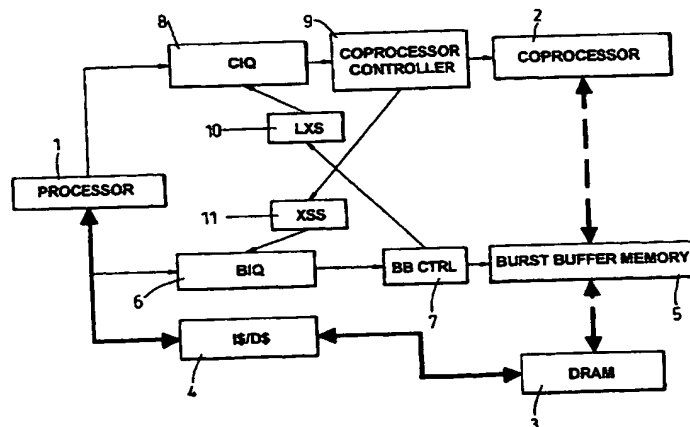 8
9
2
CIQ
COPROCESSOR
CONTROLLER
COPROCESSOR
10
LXS
1
PROCESSOR
11
XSS
BIQ
BB CTRL
BURST BUFFER MEMORY
6
7
5
I$/D$
4
DRAM
3